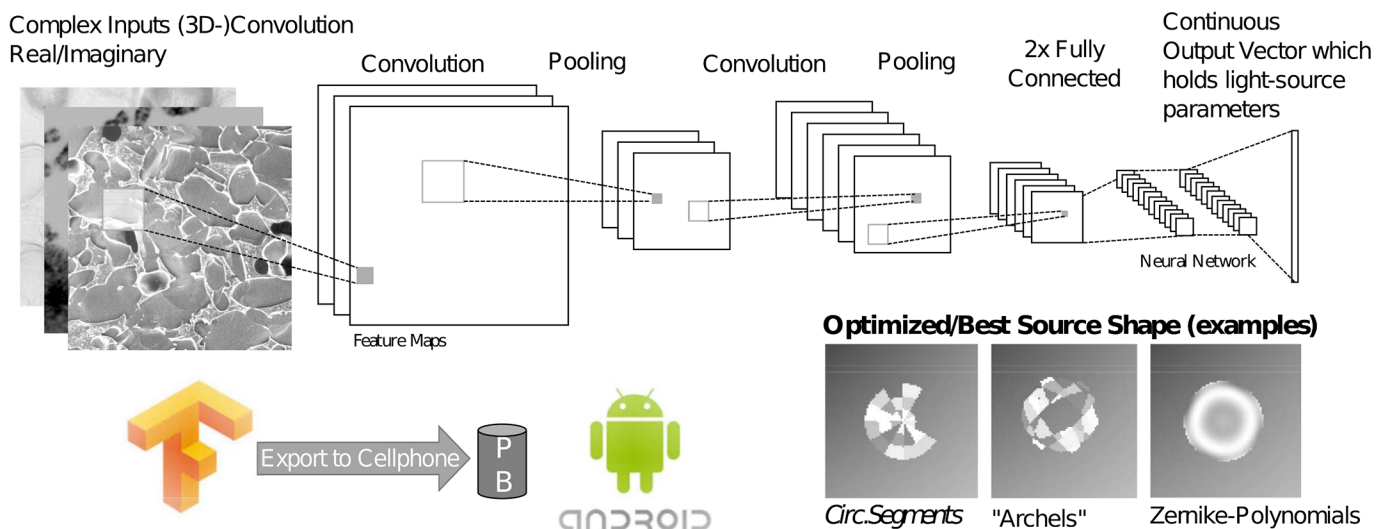 Complex Inputs (3D-)Convolution
Real/Imaginary
Convolution
Pooling
Convolution
Pooling
2x Fully
Connected
Continuous
Output Vector which
holds light-source
parameters
Feature Maps
Neural Network
Optimized/Best Source Shape (examples)
Export to Cellphone
P
B
ANDROID
Circ.Segments
"Archels"
Zernike-Polynomials